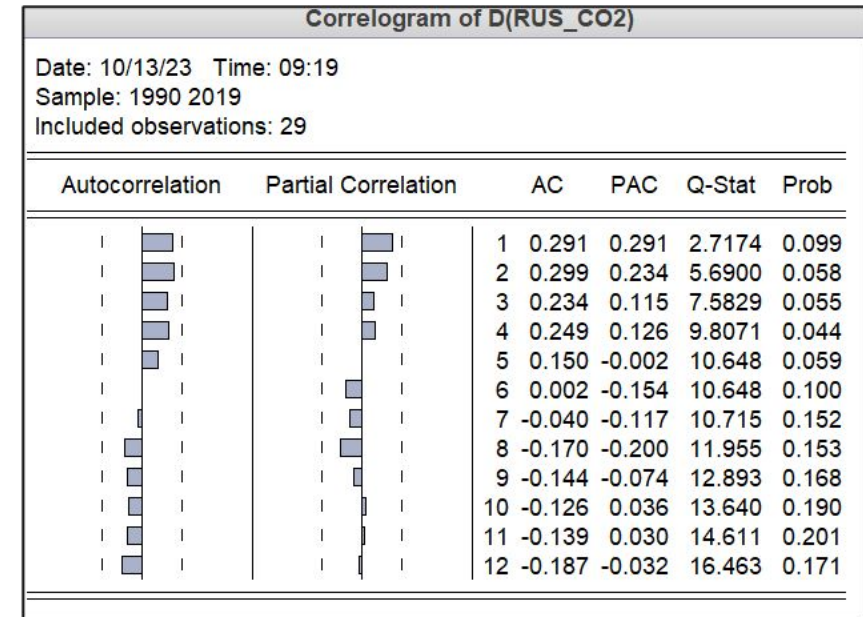 Correlogram of D(RUS_CO2)
Date: 10/13/23 Time: 09:19
Sample: 1990 2019
Included observations: 29
Autocorrelation Partial Correlation AC PAC Q-Stat Prob
1 0.291 0.291 2.7174 0.099
2 0.299 0.234 5.6900 0.058
3 0.234 0.115 7.5829 0.055
4 0.249 0.126 9.8071 0.044
5 0.150 -0.002 10.648 0.059
6 0.002 -0.154 10.648 0.100
7 -0.040 -0.117 10.715 0.152
8 -0.170 -0.200 11.955 0.153
9 -0.144 -0.074 12.893 0.168
10 -0.126 0.036 13.640 0.190
11 -0.139 0.030 14.611 0.201
12 -0.187 -0.032 16.463 0.171